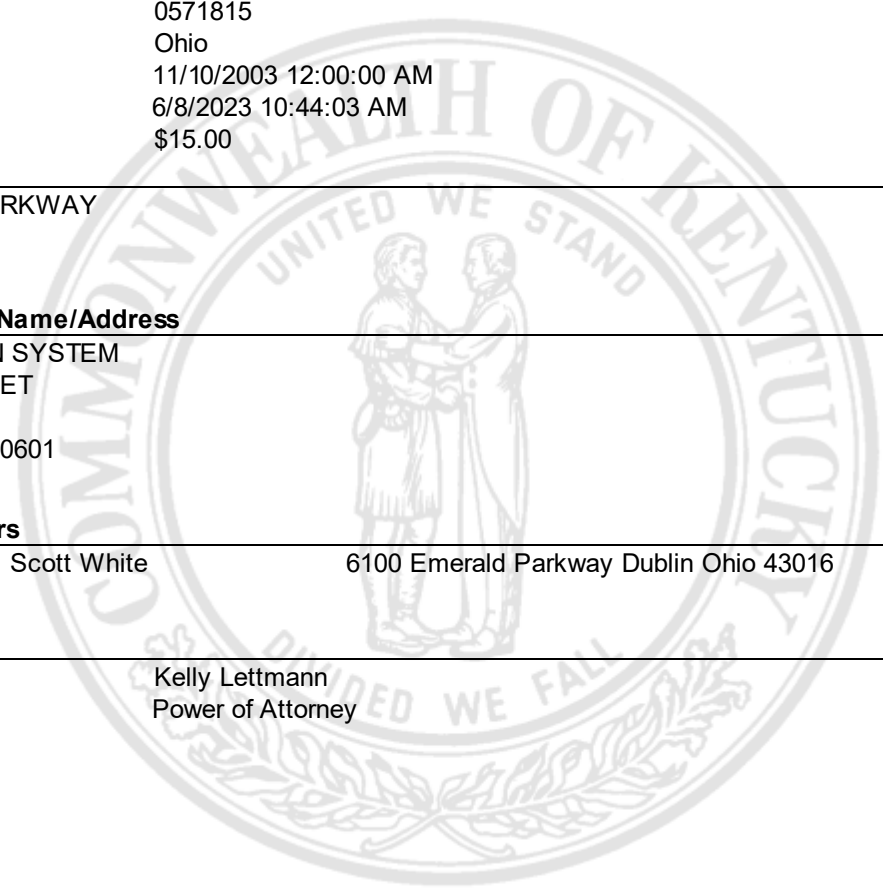 0571815
Ohio
11/10/2003 12:00:00 AM
6/8/2023 10:44:03 AM
$15.00
RKWAY
Name/Address
N SYSTEM
ET
0601
rs
Scott White 6100 Emerald Parkway Dublin Ohio 43016
Kelly Lettmann
Power of Attorney
COMMONWEALTH OF KENTUCKY
UNITED WE STAND
DIVIDED WE FALL